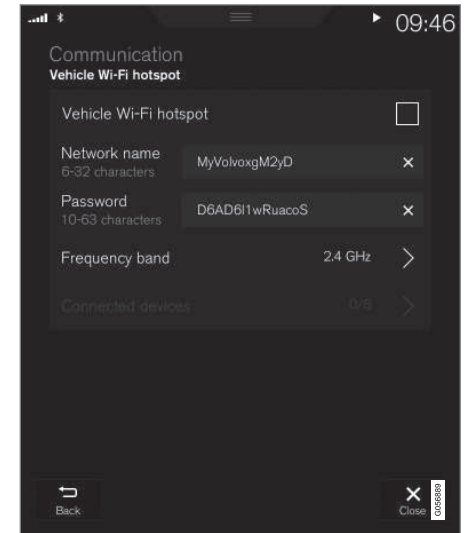 09:46
Communication
Vehicle Wi-Fi hotspot
Vehicle Wi-Fi hotspot
Network name
6-32 characters
MyVolvoxgM2yD
Password
10-63 characters
D6AD6l1wRuacoS
Frequency band
2.4 GHz
Connected devices
0/8
Back
Close
G056889